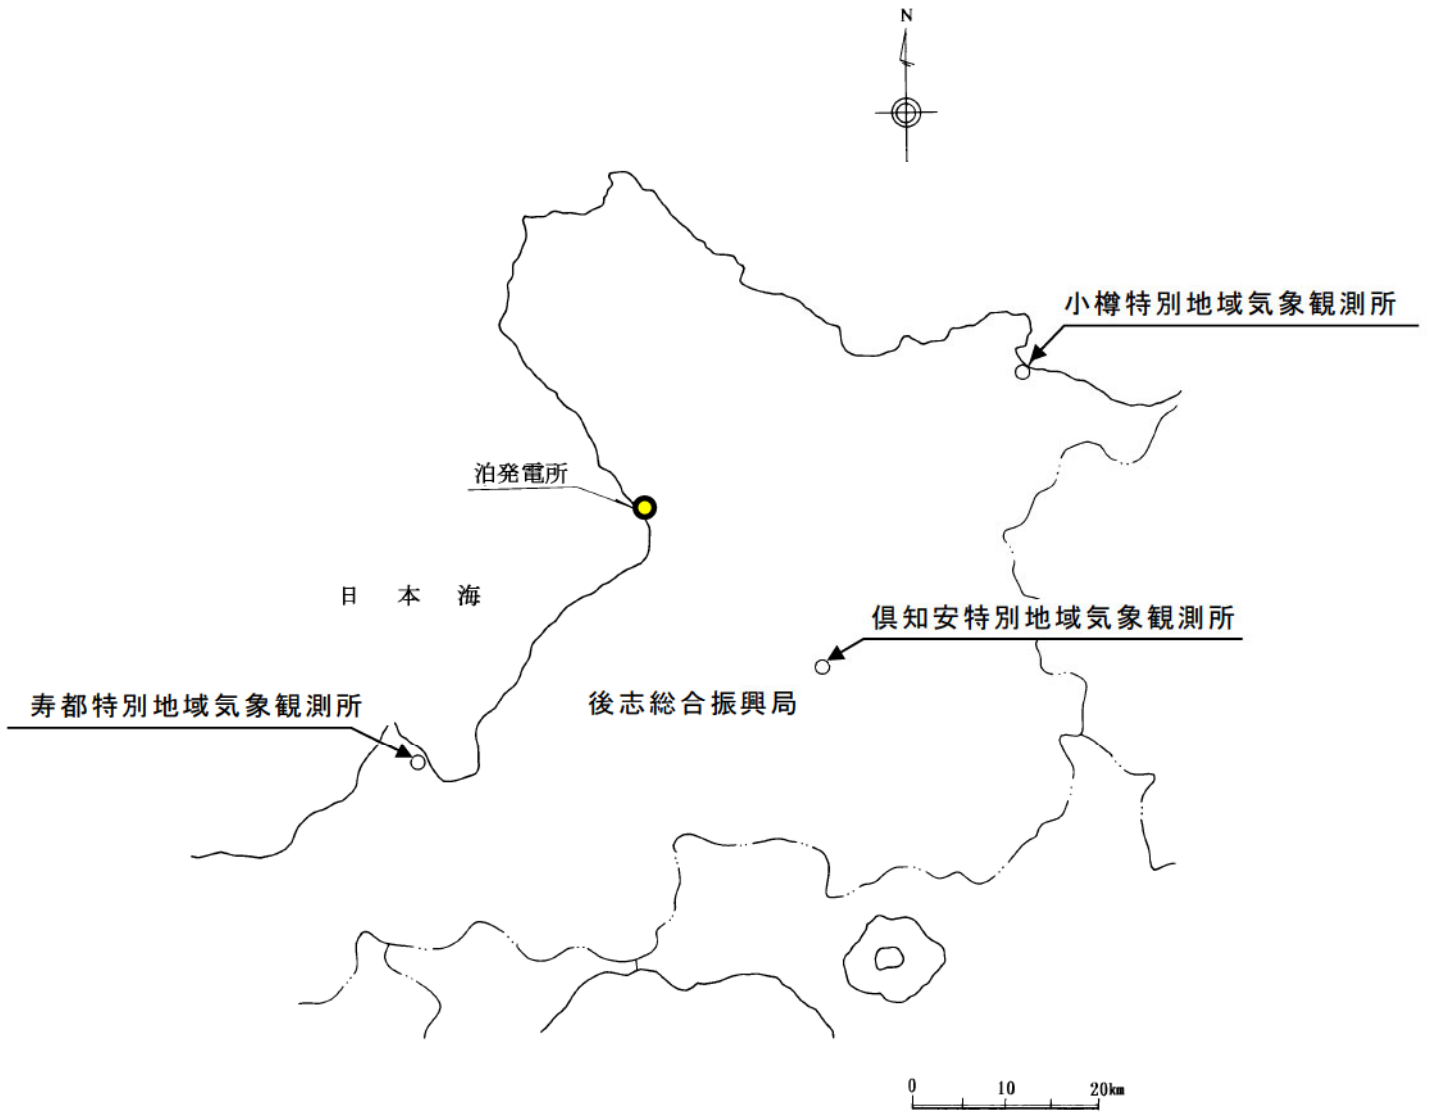 N
小樽特別地域気象観測所
泊発電所
日本海
倶知安特別地域気象観測所
後志総合振興局
寿都特別地域気象観測所
0 10 20km